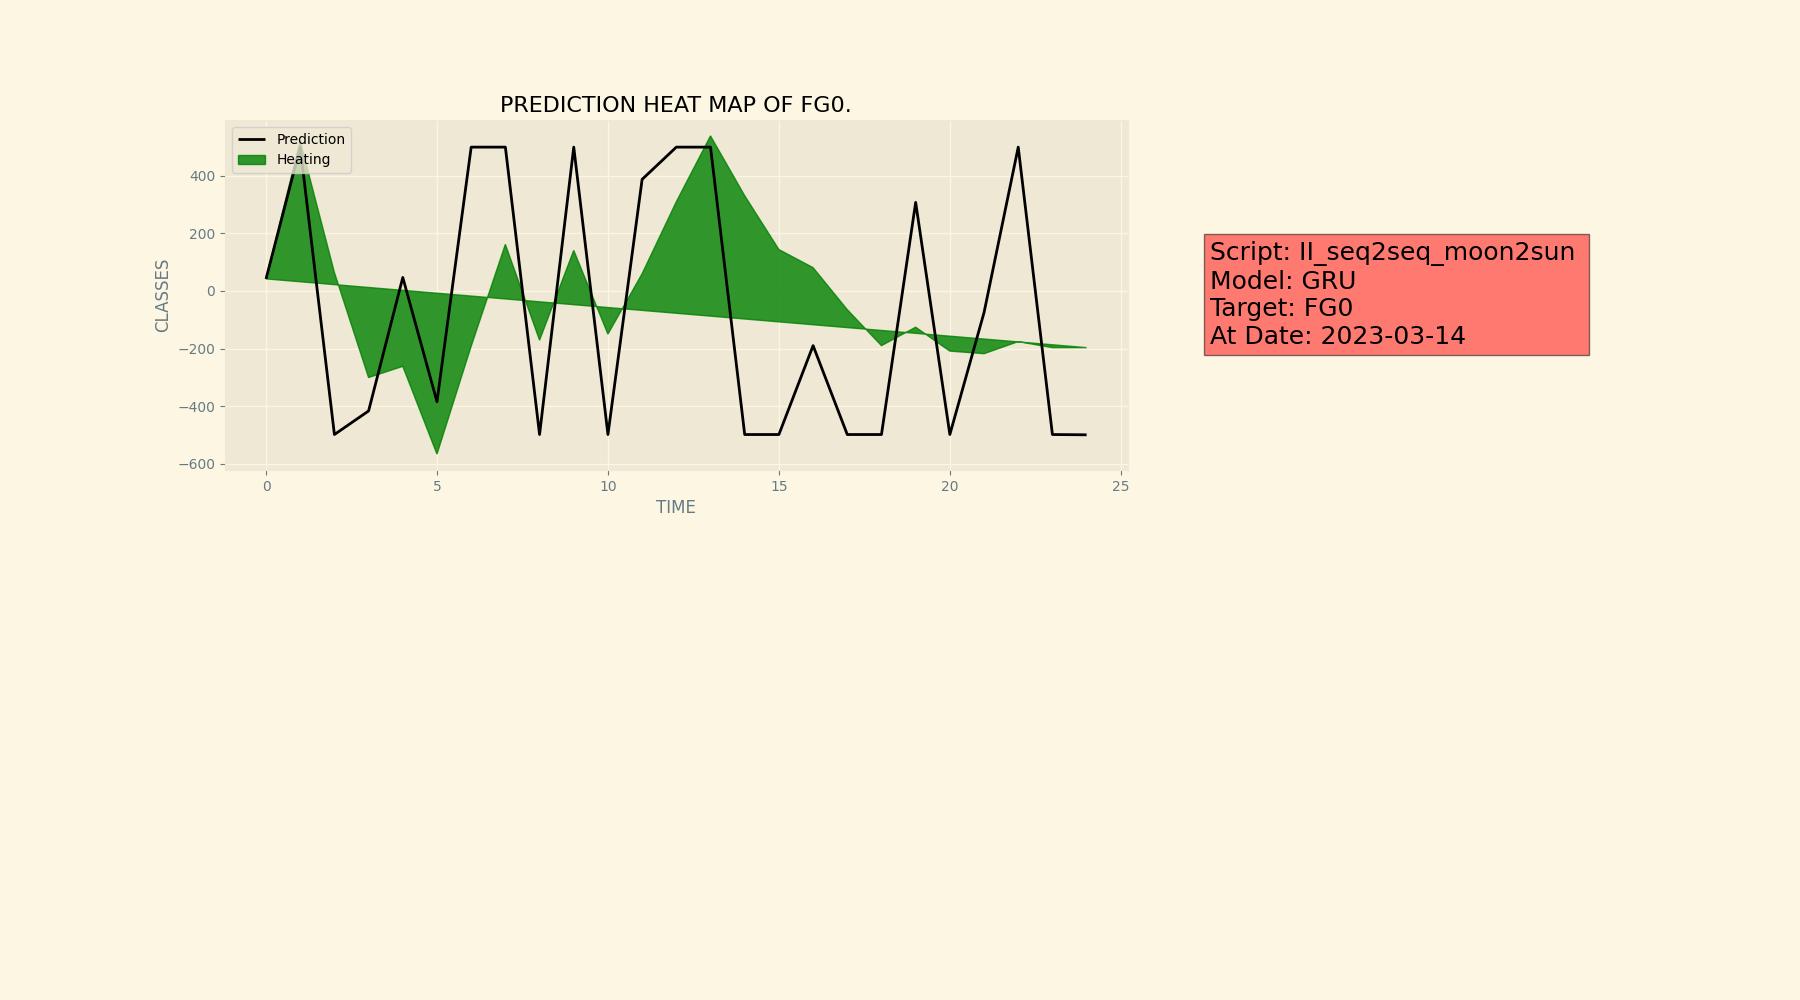 PREDICTION HEAT MAP OF FG0.
Prediction
Heating
400
200
0
−200
−400
−600
CLASSES
0 5 10 15 20 25
TIME
Script: II_seq2seq_moon2sun
Model: GRU
Target: FG0
At Date: 2023-03-14